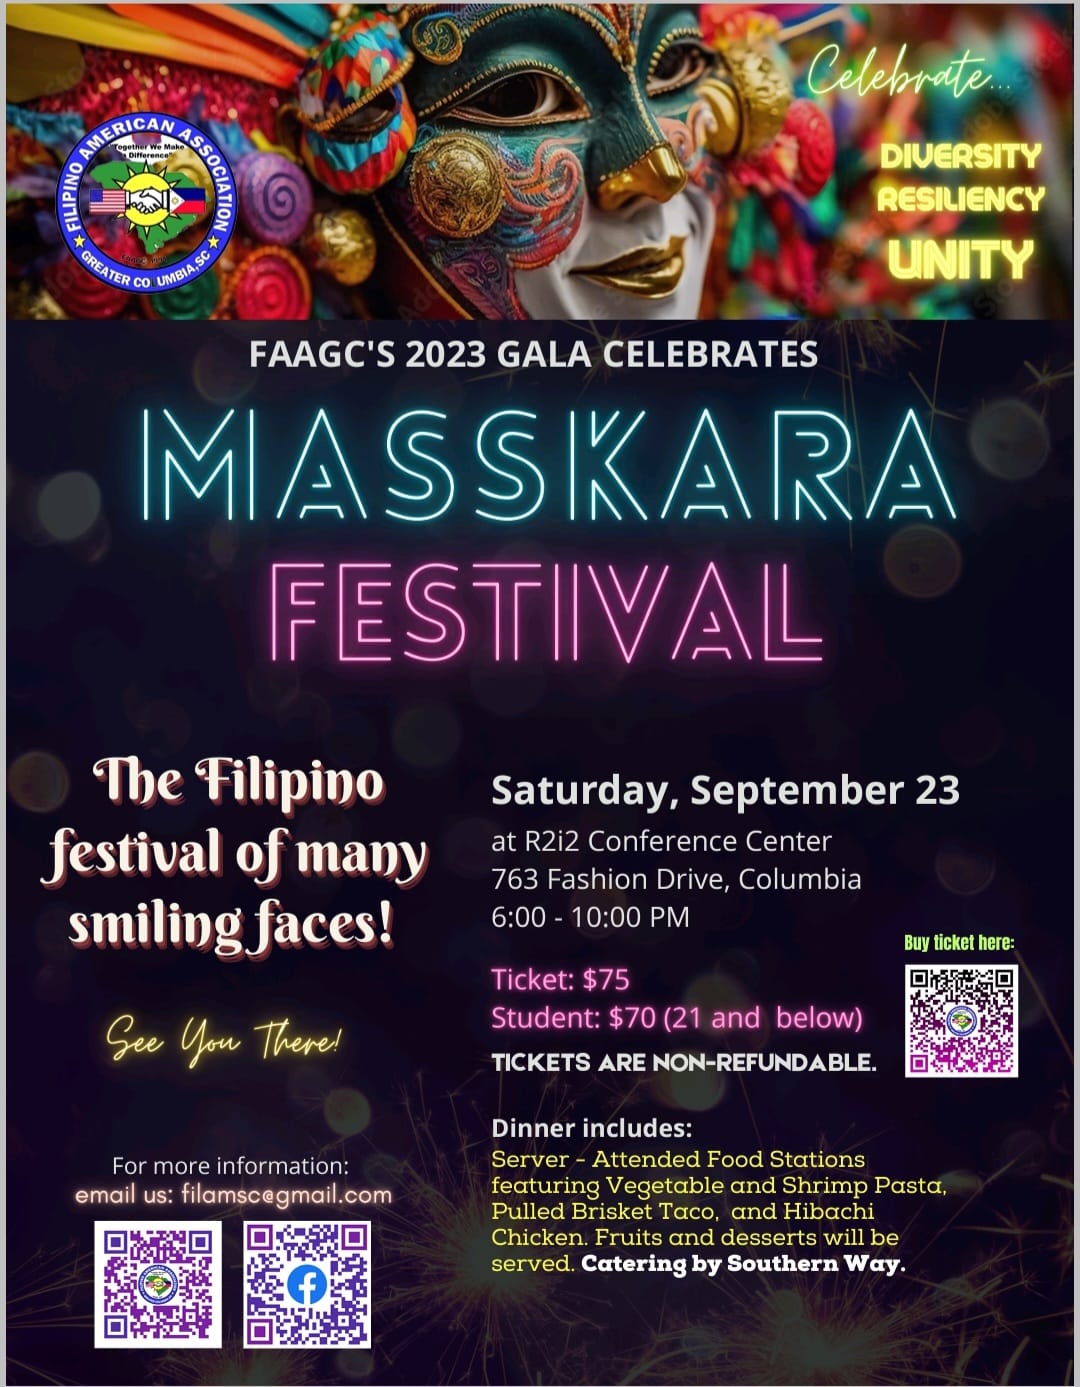 Celebrate...
DIVERSITY
RESILIENCY
UNITY
FILIPINO AMERICAN ASSOCIATION
"Together We Make
Difference"
GREATER COLUMBIA, SC
FAAGC'S 2023 GALA CELEBRATES
MASSKARA
FESTIVAL
The Filipino
festival of many
smiling faces!
See You There!
Saturday, September 23
at R2i2 Conference Center
763 Fashion Drive, Columbia
6:00 - 10:00 PM
Buy ticket here:
Ticket: $75
Student: $70 (21 and below)
TICKETS ARE NON-REFUNDABLE.
Dinner includes:
Server - Attended Food Stations
featuring Vegetable and Shrimp Pasta,
Pulled Brisket Taco, and Hibachi
Chicken. Fruits and desserts will be
served. Catering by Southern Way.
For more information:
email us: filamsc@gmail.com